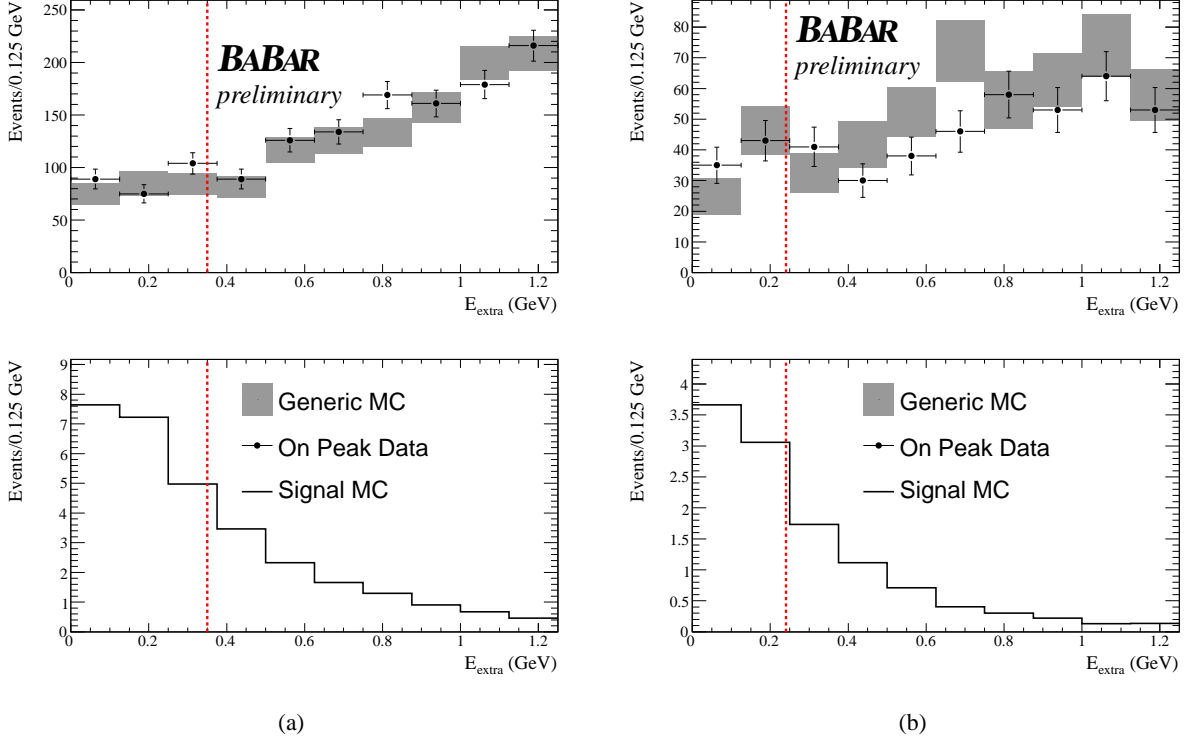 Events/0.125 GeV
250
200
150
100
50
0
BABAR
preliminary
0 0.2 0.4 0.6 0.8 1 1.2
E_extra (GeV)
Events/0.125 GeV
80
70
60
50
40
30
20
10
0
BABAR
preliminary
0 0.2 0.4 0.6 0.8 1 1.2
E_extra (GeV)
Events/0.125 GeV
9
8
7
6
5
4
3
2
1
0
Generic MC
On Peak Data
Signal MC
0 0.2 0.4 0.6 0.8 1 1.2
E_extra (GeV)
(a)
Events/0.125 GeV
4
3.5
3
2.5
2
1.5
1
0.5
0
Generic MC
On Peak Data
Signal MC
0 0.2 0.4 0.6 0.8 1 1.2
E_extra (GeV)
(b)